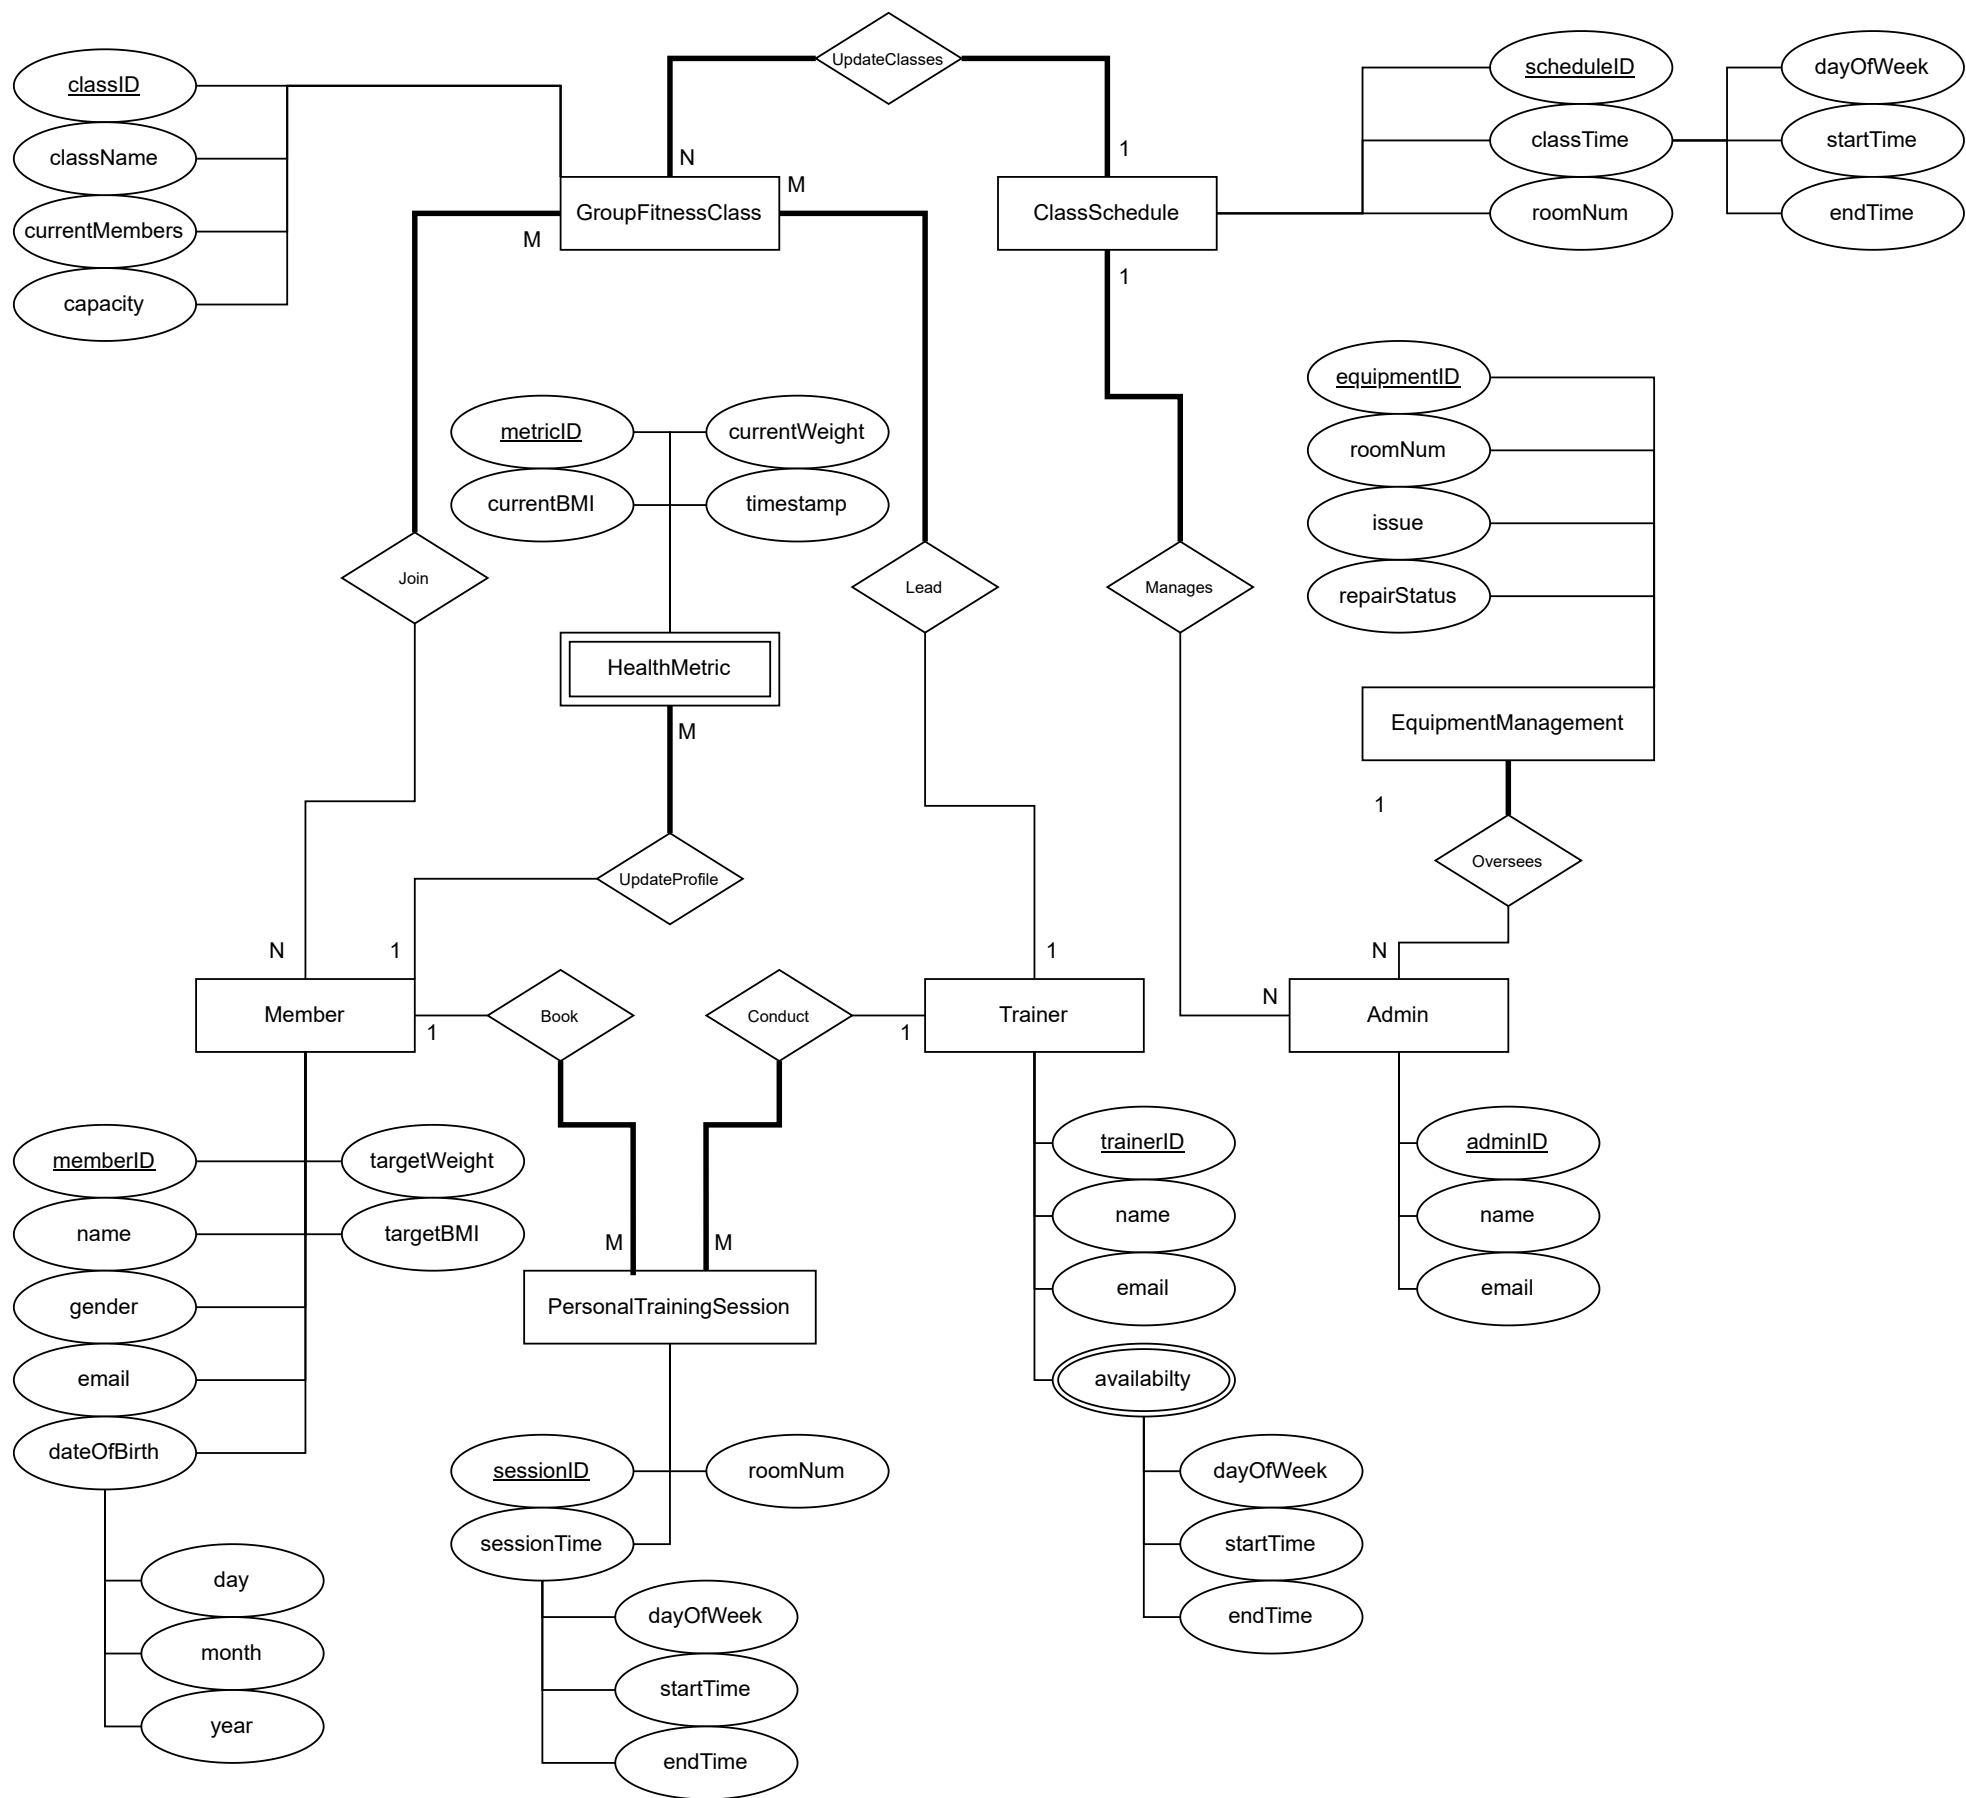 UpdateClasses
classID
className
currentMembers
capacity
N
M
GroupFitnessClass
M
1
ClassSchedule
1
scheduleID
classTime
roomNum
dayOfWeek
startTime
endTime
metricID
currentWeight
currentBMI
timestamp
equipmentID
roomNum
issue
repairStatus
Join
Lead
Manages
HealthMetric
M
EquipmentManagement
1
Oversees
UpdateProfile
N
1
1
N
N
Member
1
Book
Conduct
1
Trainer
Admin
memberID
targetWeight
name
targetBMI
gender
email
dateOfBirth
day
month
year
M
M
PersonalTrainingSession
sessionID
roomNum
sessionTime
dayOfWeek
startTime
endTime
trainerID
name
email
availabilty
dayOfWeek
startTime
endTime
adminID
name
email